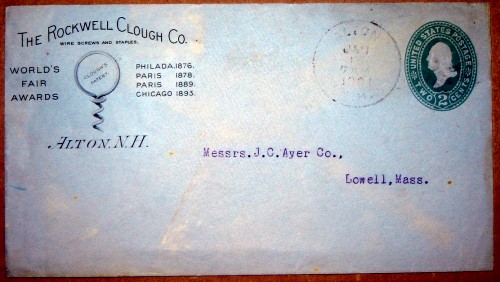 THE ROCKWELL CLOUGH CO.
WIRE SCREWS AND STAPLES.
WORLD'S
FAIR
AWARDS
CLOUGH'S
PATENT.
PHILADA.1876.
PARIS 1878.
PARIS 1889.
CHICAGO 1893.
ALTON, N.H.
UNITED STATES POSTAGE
TWO 2 CENTS
Messrs.J.C.Ayer Co.,
Lowell,Mass.